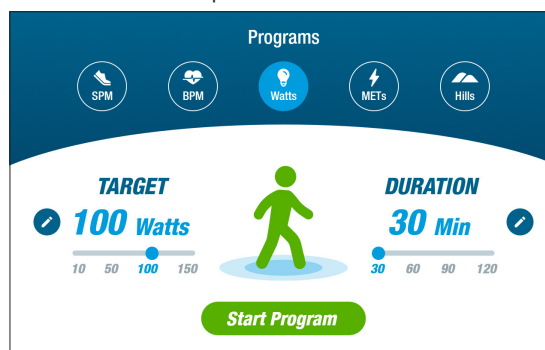 Programs
SPM
BPM
Watts
METs
Hills
TARGET
100 Watts
10 50 100 150
DURATION
30 Min
30 60 90 120
Start Program